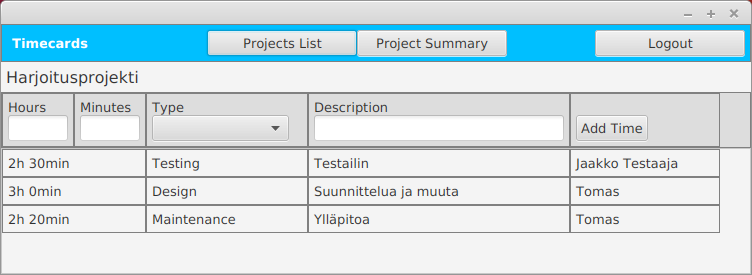 Timecards Projects List Project Summary Logout
Harjoitusprojekti
Hours Minutes Type Description
Add Time
2h 30min Testing Testailin Jaakko Testaaja
3h 0min Design Suunnittelua ja muuta Tomas
2h 20min Maintenance Ylläpitoa Tomas